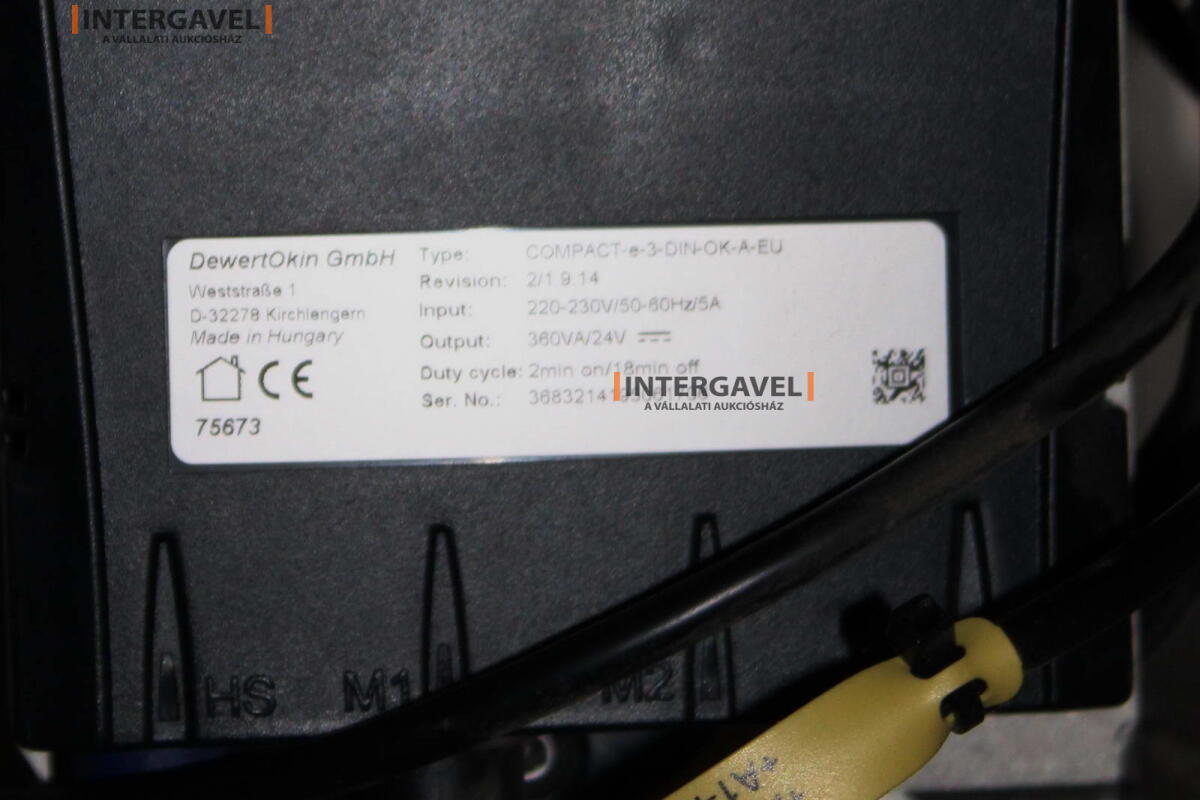 INTERGAVEL
A VÁLLALATI AUKCIÓSHÁZ
DewertOkin GmbH
Weststraße 1
D-32278 Kirchlengern
Made in Hungary
CE
75673
Type: COMPACT-e-3-DIN-OK-A-EU
Revision: 2/1.9.14
Input: 220-230V/50-60Hz/5A
Output: 360VA/24V
Duty cycle: 2min on/18min off
Ser. No.:
INTERGAVEL
A VÁLLALATI AUKCIÓSHÁZ
HS M1 M2